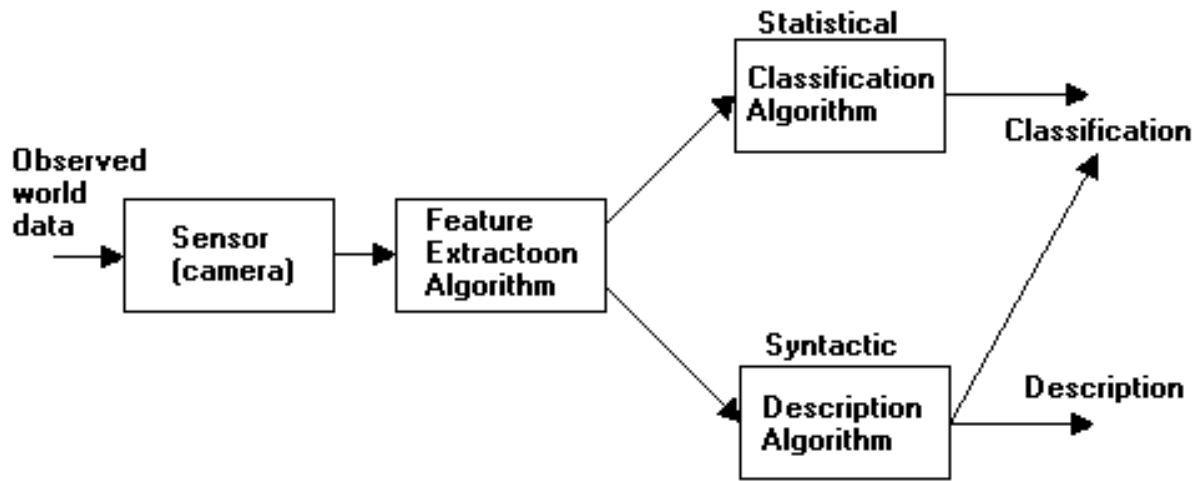 Observed
world
data
Sensor
(camera)
Feature
Extractoon
Algorithm
Statistical
Classification
Algorithm
Classification
Syntactic
Description
Algorithm
Description